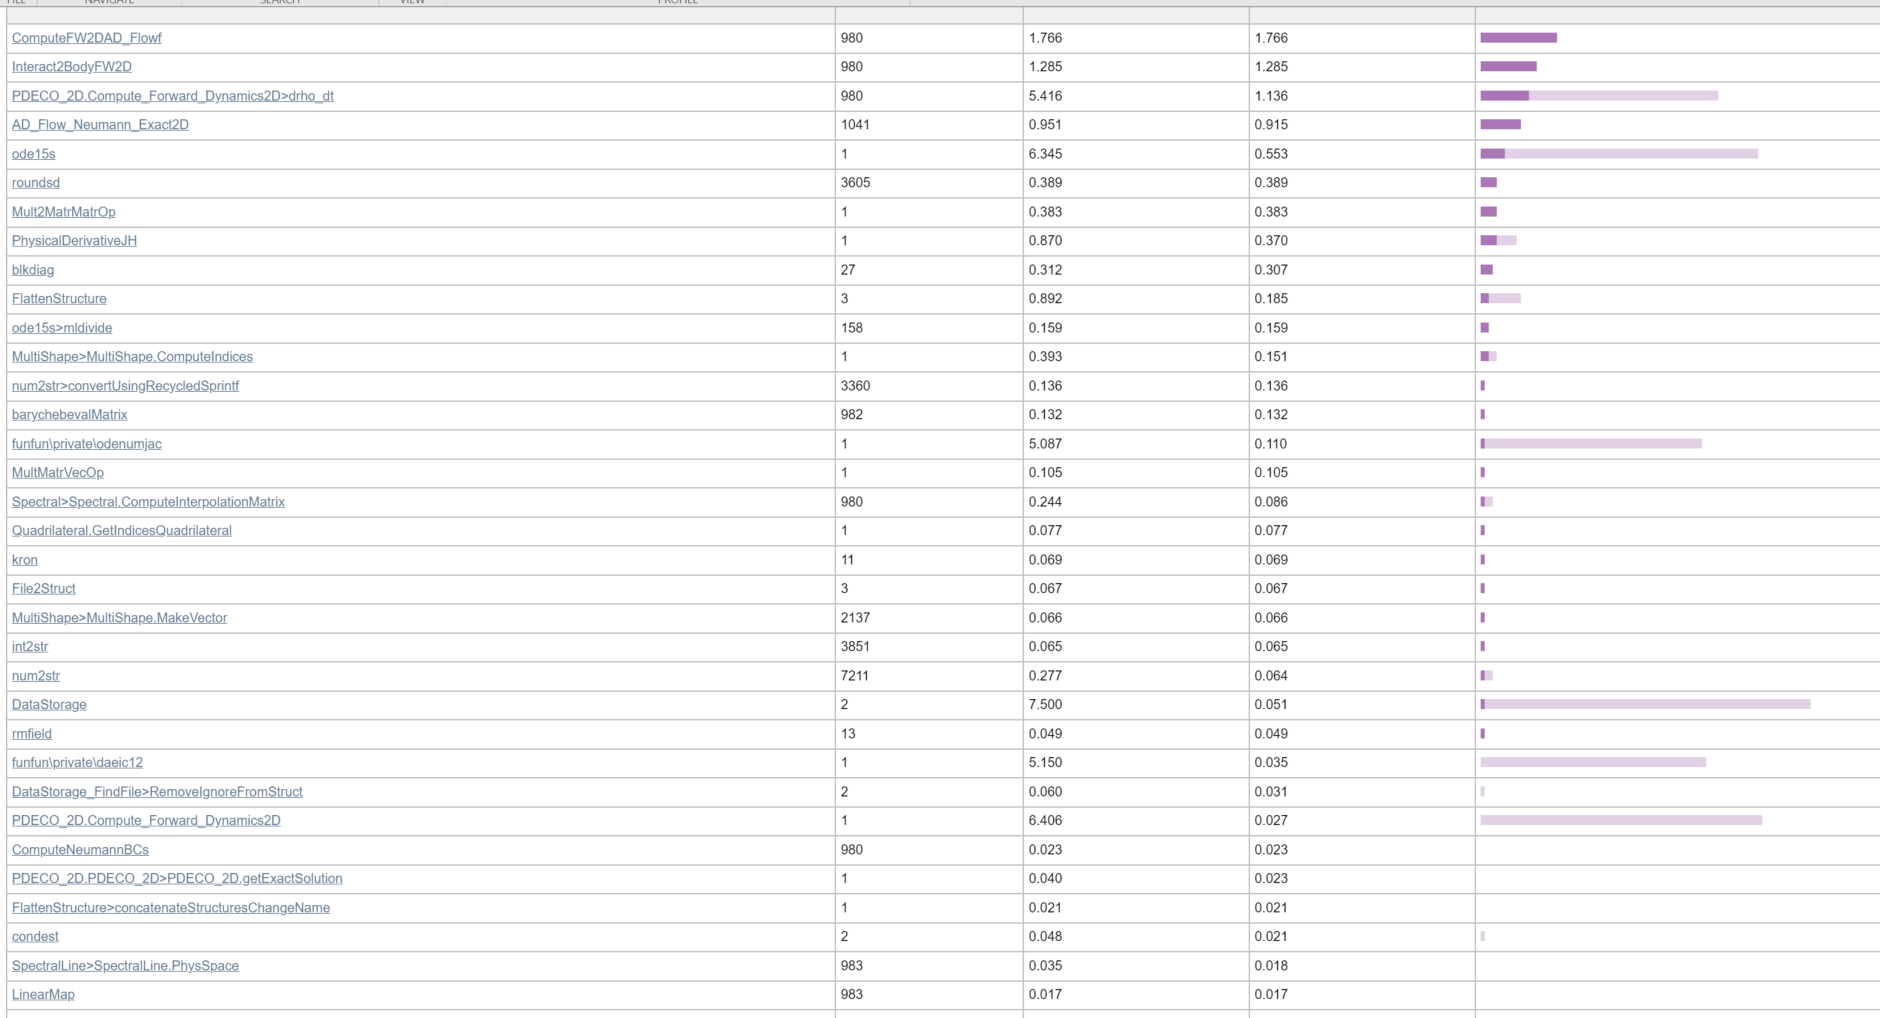 FILE NAVIGATE SEARCH VIEW PROFILE
ComputeFW2DAD_Flowf 980 1.766 1.766
Interact2BodyFW2D 980 1.285 1.285
PDECO_2D.Compute_Forward_Dynamics2D>drho_dt 980 5.416 1.136
AD_Flow_Neumann_Exact2D 1041 0.951 0.915
ode15s 1 6.345 0.553
roundsd 3605 0.389 0.389
Mult2MatrMatrOp 1 0.383 0.383
PhysicalDerivativeJH 1 0.870 0.370
blkdiag 27 0.312 0.307
FlattenStructure 3 0.892 0.185
ode15s>mldivide 158 0.159 0.159
MultiShape>MultiShape.ComputeIndices 1 0.393 0.151
num2str>convertUsingRecycledSprintf 3360 0.136 0.136
barychebevalMatrix 982 0.132 0.132
funfun\private\odenumjac 1 5.087 0.110
MultMatrVecOp 1 0.105 0.105
Spectral>Spectral.ComputeInterpolationMatrix 980 0.244 0.086
Quadrilateral.GetIndicesQuadrilateral 1 0.077 0.077
kron 11 0.069 0.069
File2Struct 3 0.067 0.067
MultiShape>MultiShape.MakeVector 2137 0.066 0.066
int2str 3851 0.065 0.065
num2str 7211 0.277 0.064
DataStorage 2 7.500 0.051
rmfield 13 0.049 0.049
funfun\private\daeic12 1 5.150 0.035
DataStorage_FindFile>RemoveIgnoreFromStruct 2 0.060 0.031
PDECO_2D.Compute_Forward_Dynamics2D 1 6.406 0.027
ComputeNeumannBCs 980 0.023 0.023
PDECO_2D.PDECO_2D>PDECO_2D.getExactSolution 1 0.040 0.023
FlattenStructure>concatenateStructuresChangeName 1 0.021 0.021
condest 2 0.048 0.021
SpectralLine>SpectralLine.PhysSpace 983 0.035 0.018
LinearMap 983 0.017 0.017